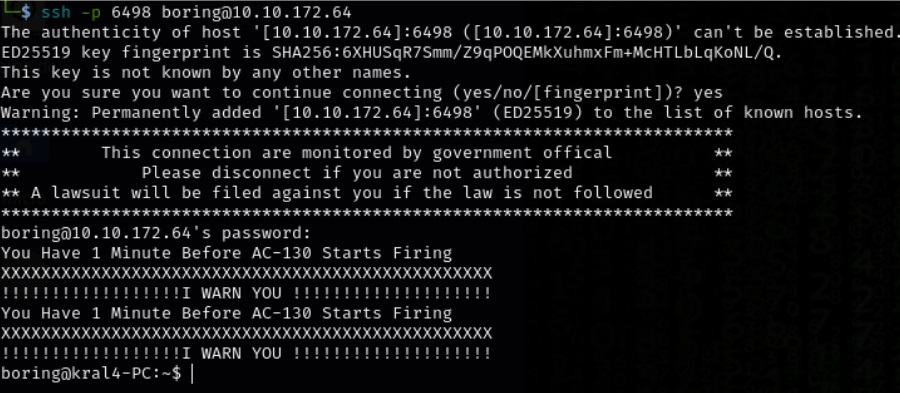 └─$ ssh -p 6498 boring@10.10.172.64
The authenticity of host '[10.10.172.64]:6498 ([10.10.172.64]:6498)' can't be established.
ED25519 key fingerprint is SHA256:6XHUSqR7Smm/Z9qPOQEMkXuhmxFm+McHTLbLqKoNL/Q.
This key is not known by any other names.
Are you sure you want to continue connecting (yes/no/[fingerprint])? yes
Warning: Permanently added '[10.10.172.64]:6498' (ED25519) to the list of known hosts.
*************************************************************************
**        This connection are monitored by government offical          **
**            Please disconnect if you are not authorized              **
** A lawsuit will be filed against you if the law is not followed      **
*************************************************************************
boring@10.10.172.64's password:
You Have 1 Minute Before AC-130 Starts Firing
XXXXXXXXXXXXXXXXXXXXXXXXXXXXXXXXXXXXXXXXXXXXXXXXX
!!!!!!!!!!!!!!!!!!I WARN YOU !!!!!!!!!!!!!!!!!!!!
You Have 1 Minute Before AC-130 Starts Firing
XXXXXXXXXXXXXXXXXXXXXXXXXXXXXXXXXXXXXXXXXXXXXXXXX
!!!!!!!!!!!!!!!!!!I WARN YOU !!!!!!!!!!!!!!!!!!!!
boring@kral4-PC:~$